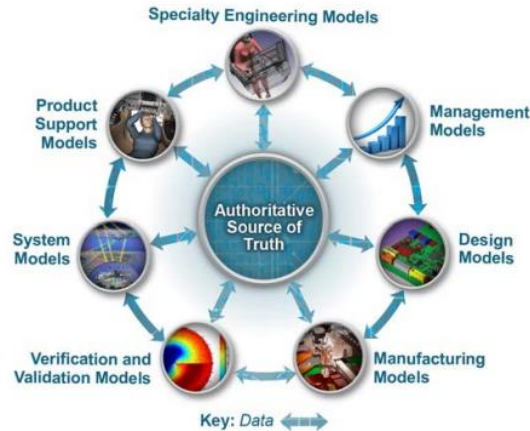 Specialty Engineering Models
Product
Support
Models
Management
Models
Authoritative
Source of
Truth
System
Models
Design
Models
Verification and
Validation Models
Manufacturing
Models
Key: Data